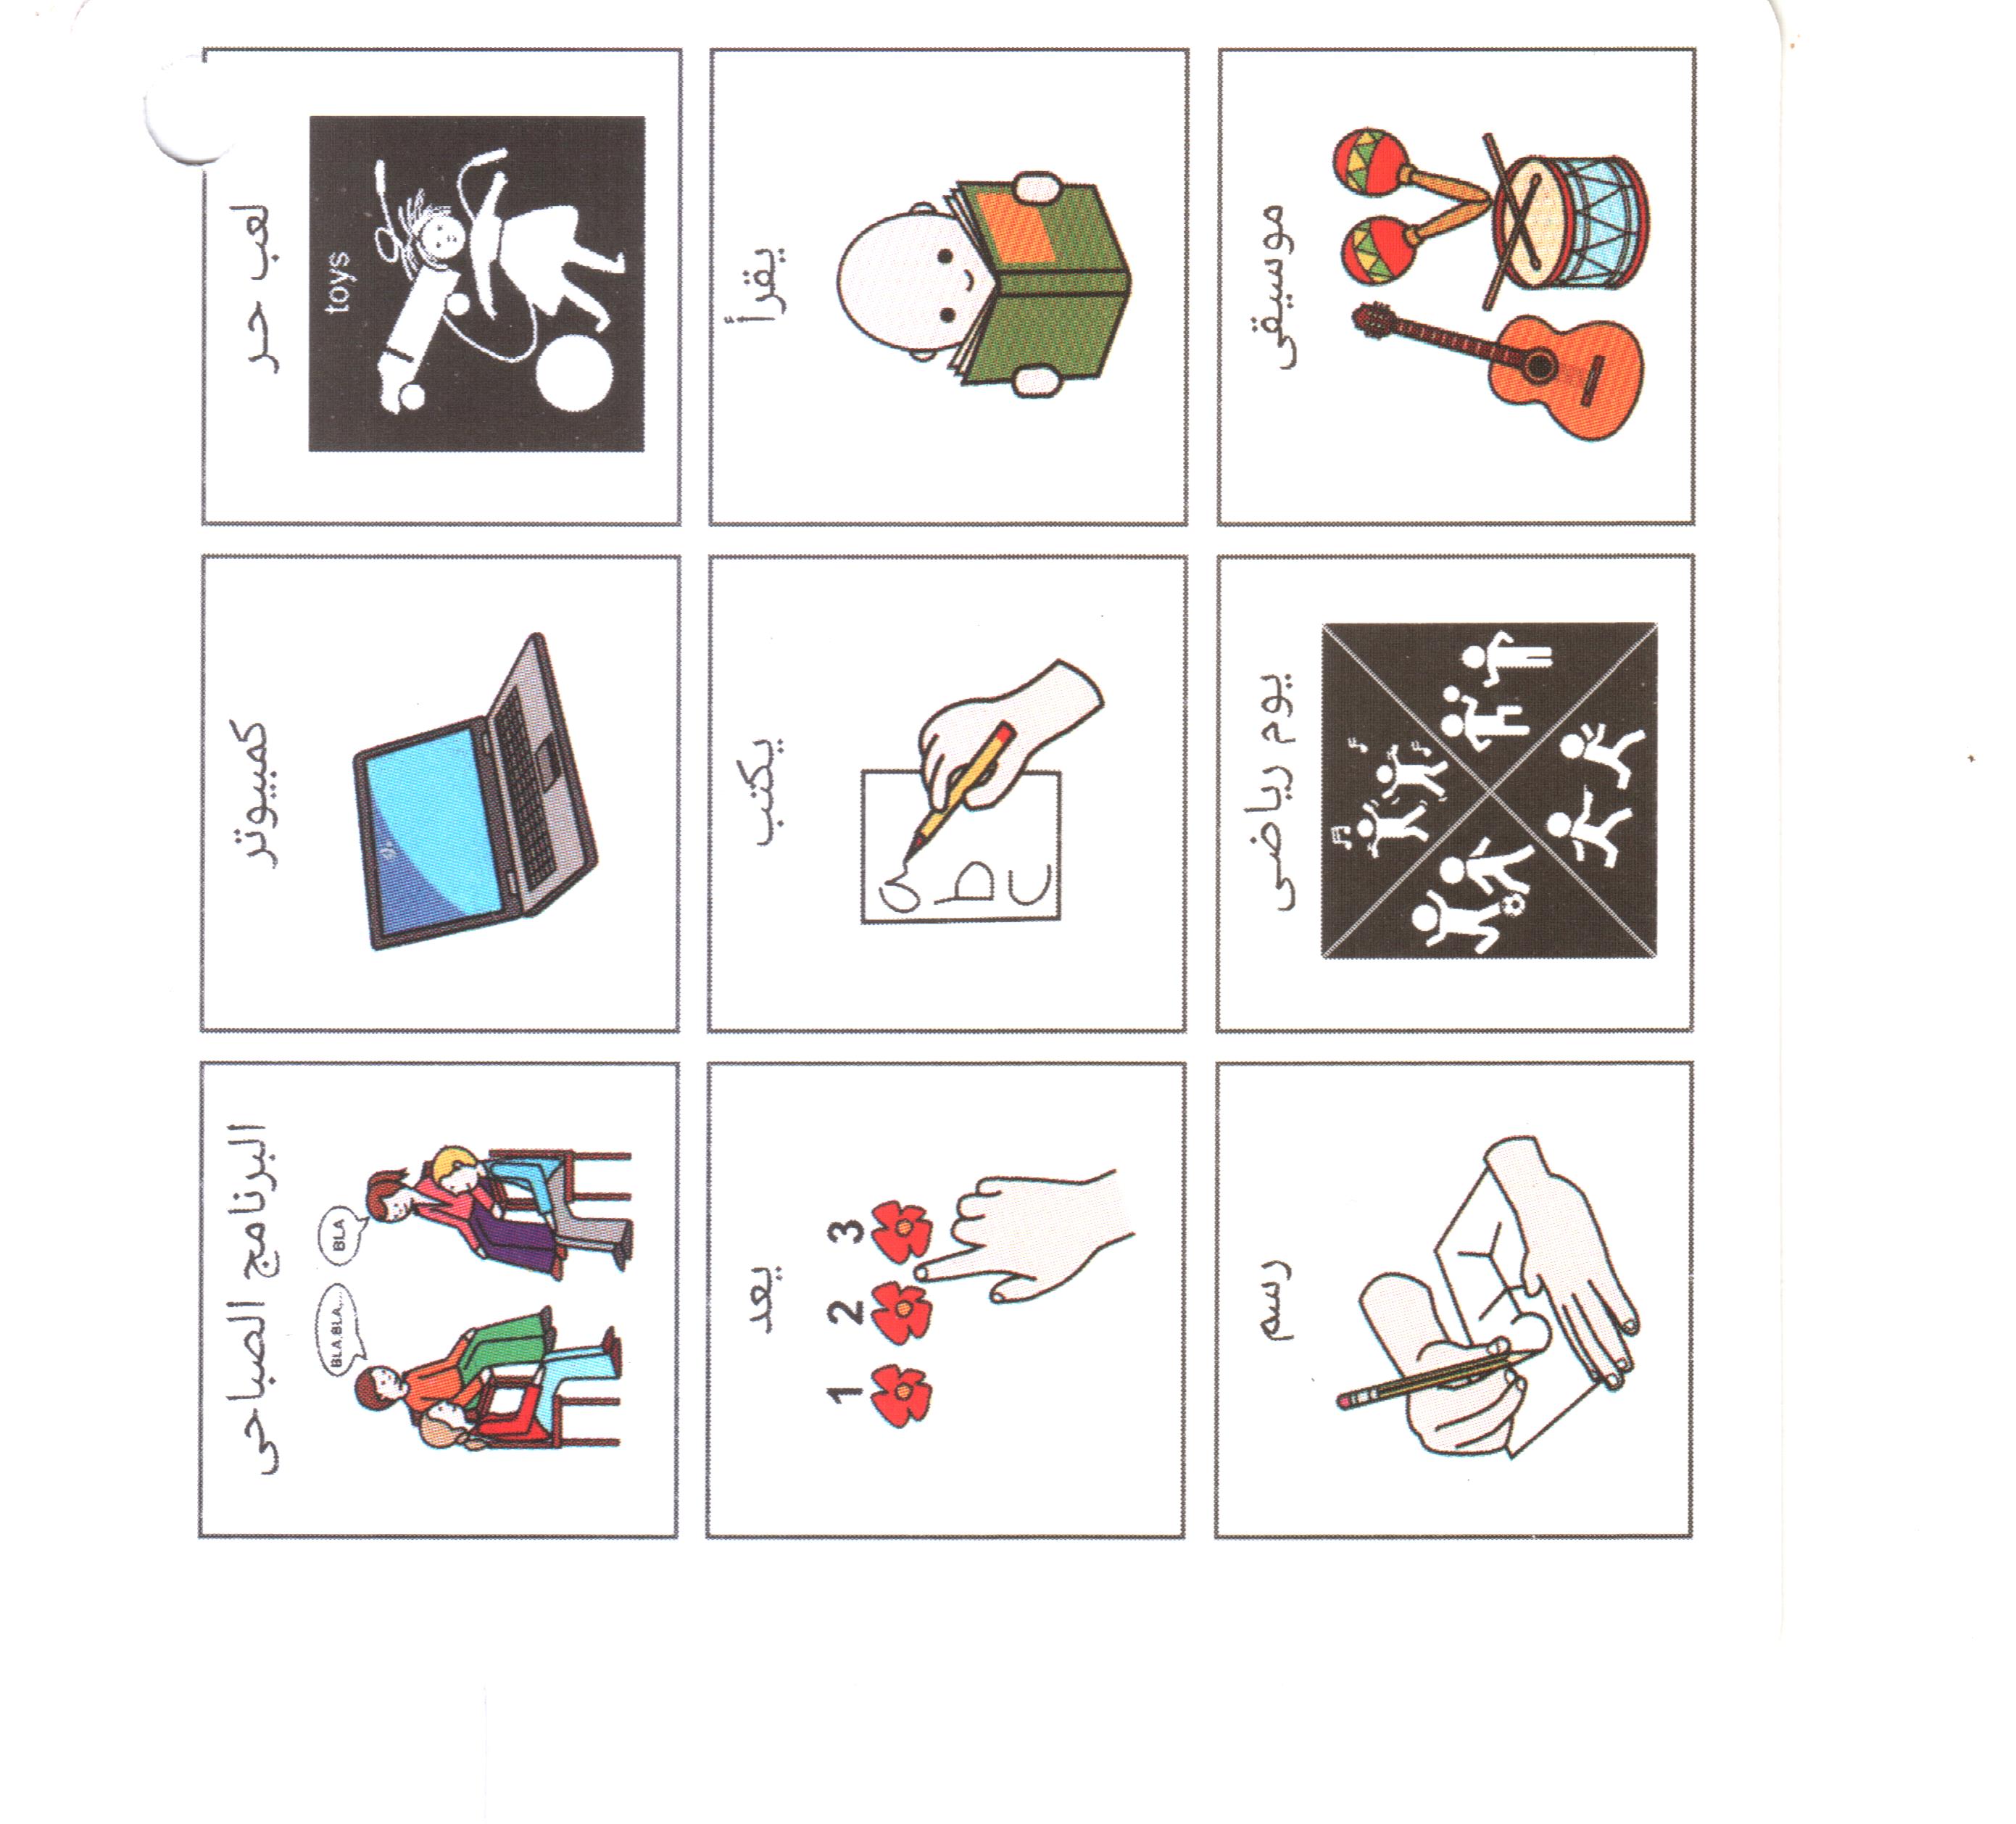 لعب حر
toys
كمبيوتر
البرنامج الصباحى
BLA,BLA...
BLA
يقرأ
يكتب
a
b
c
يعد
1 2 3
موسيقى
يوم رياضى
رسم